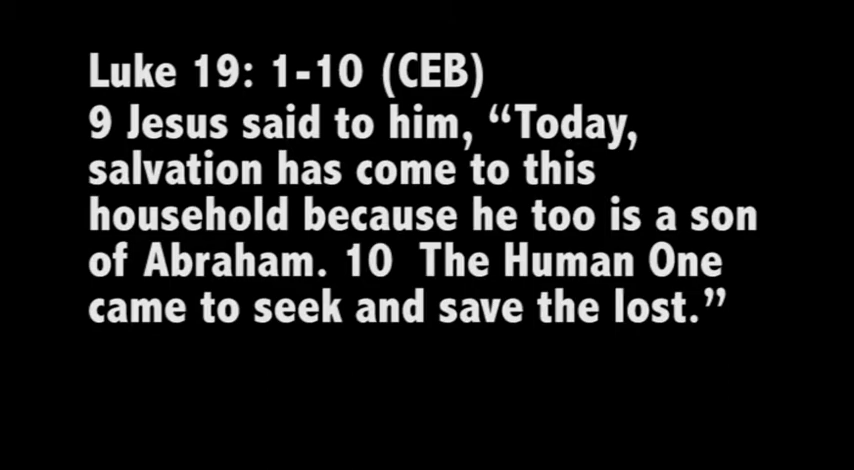 Luke 19: 1-10 (CEB)
9 Jesus said to him, “Today,
salvation has come to this
household because he too is a son
of Abraham. 10  The Human One
came to seek and save the lost.”